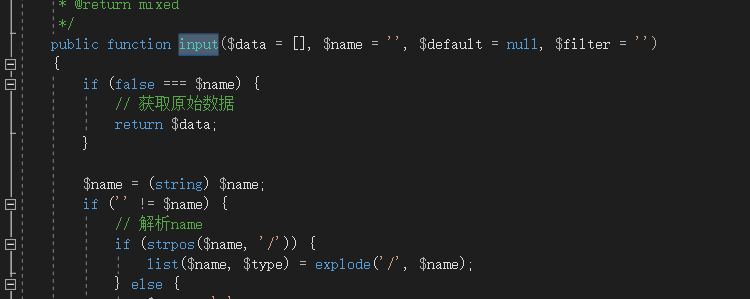 * @return mixed
*/
public function input($data = [], $name = '', $default = null, $filter = '')
{
if (false === $name) {
// 获取原始数据
return $data;
}
$name = (string) $name;
if ('' != $name) {
// 解析name
if (strpos($name, '/')) {
list($name, $type) = explode('/', $name);
} else {